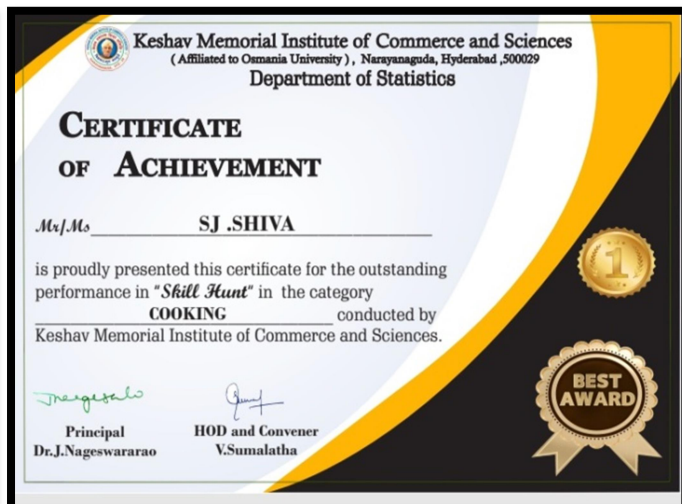 Keshav Memorial Institute of Commerce and Sciences
( Affiliated to Osmania University ) , Narayanaguda, Hyderabad ,500029
Department of Statistics
CERTIFICATE
OF ACHIEVEMENT
Mr/Ms SJ .SHIVA
is proudly presented this certificate for the outstanding
performance in "Skill Hunt" in the category
COOKING conducted by
Keshav Memorial Institute of Commerce and Sciences.
1
BEST
AWARD
Principal
Dr.J.Nageswararao
HOD and Convener
V.Sumalatha